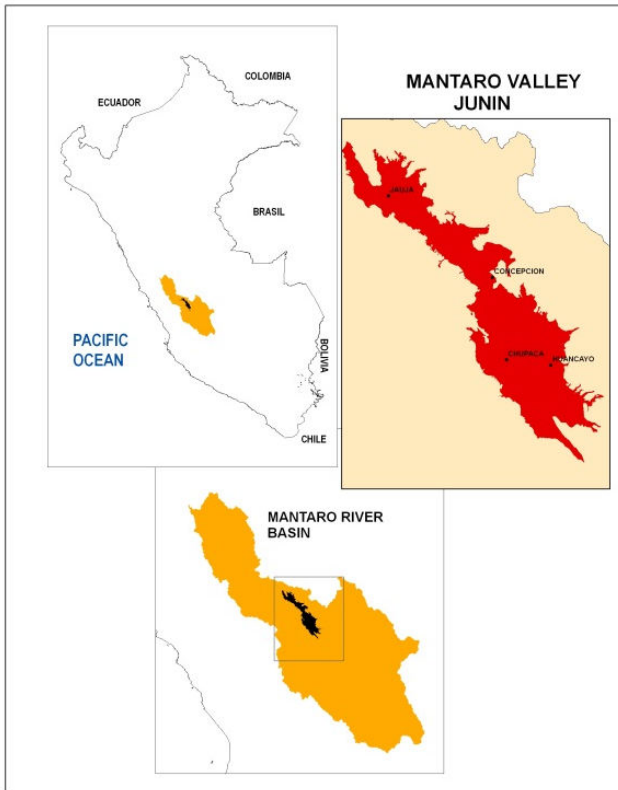 COLOMBIA
ECUADOR
BRASIL
PACIFIC
OCEAN
BOLIVIA
CHILE
MANTARO VALLEY
JUNIN
JAUJA
CONCEPCION
CHUPACA
HUANCAYO
MANTARO RIVER
BASIN